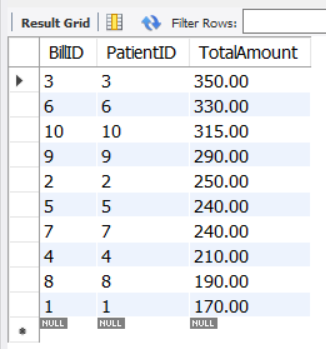 Result Grid Filter Rows:
BillID PatientID TotalAmount
3 3 350.00
6 6 330.00
10 10 315.00
9 9 290.00
2 2 250.00
5 5 240.00
7 7 240.00
4 4 210.00
8 8 190.00
1 1 170.00
NULL NULL NULL